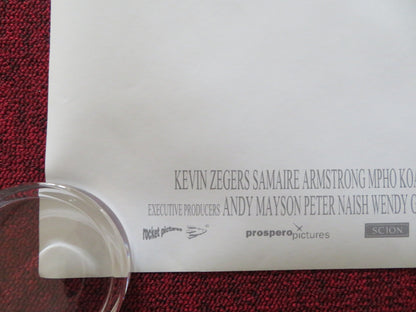 KEVIN ZEGERS SAMAIRE ARMSTRONG MPHO KOA
EXECUTIVE PRODUCERS ANDY MAYSON PETER NAISH WENDY
rocket pictures prospero pictures SCION